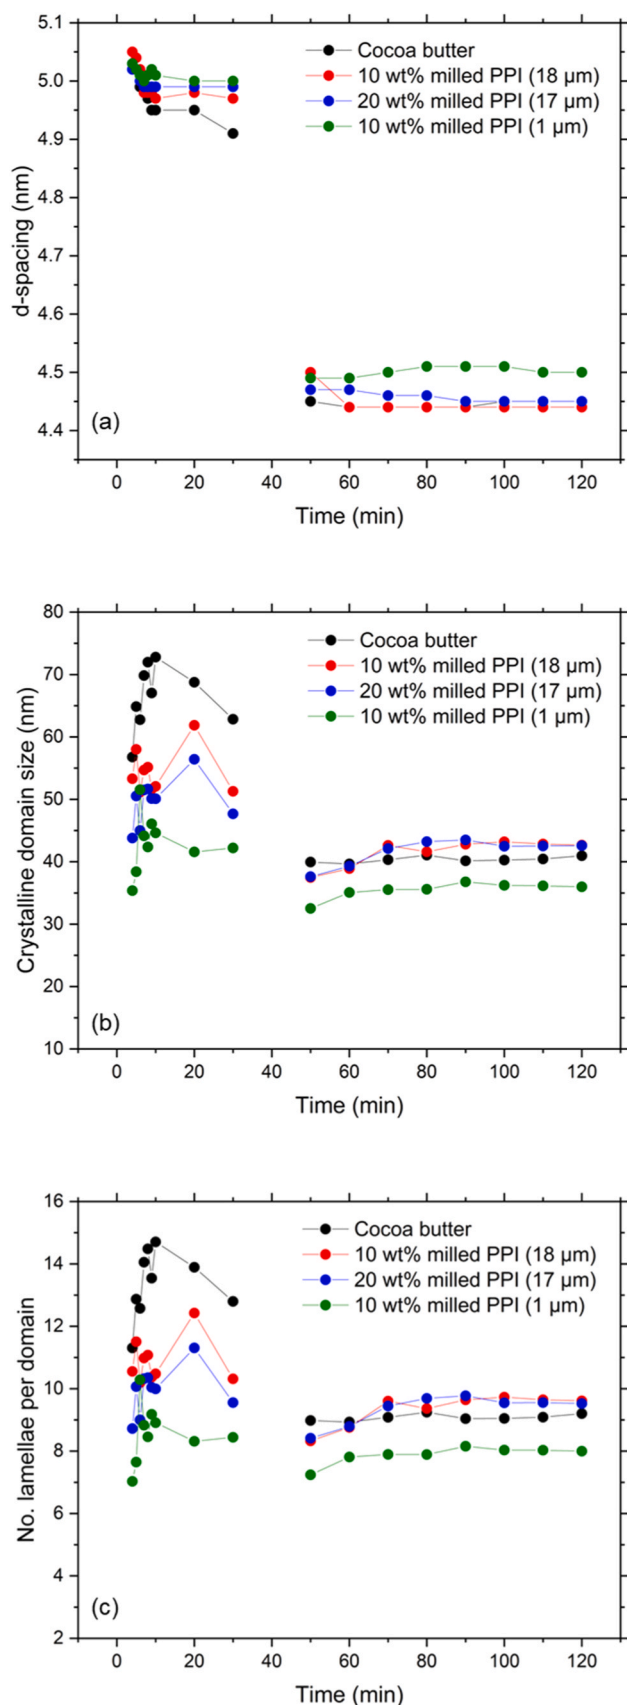 5.1
5.0
4.9
4.8
4.7
4.6
4.5
4.4
d-spacing (nm)
Cocoa butter
10 wt% milled PPI (18 µm)
20 wt% milled PPI (17 µm)
10 wt% milled PPI (1 µm)
(a)
0 20 40 60 80 100 120
Time (min)
80
70
60
50
40
30
20
10
Crystalline domain size (nm)
Cocoa butter
10 wt% milled PPI (18 µm)
20 wt% milled PPI (17 µm)
10 wt% milled PPI (1 µm)
(b)
0 20 40 60 80 100 120
Time (min)
16
14
12
10
8
6
4
2
No. lamellae per domain
Cocoa butter
10 wt% milled PPI (18 µm)
20 wt% milled PPI (17 µm)
10 wt% milled PPI (1 µm)
(c)
0 20 40 60 80 100 120
Time (min)